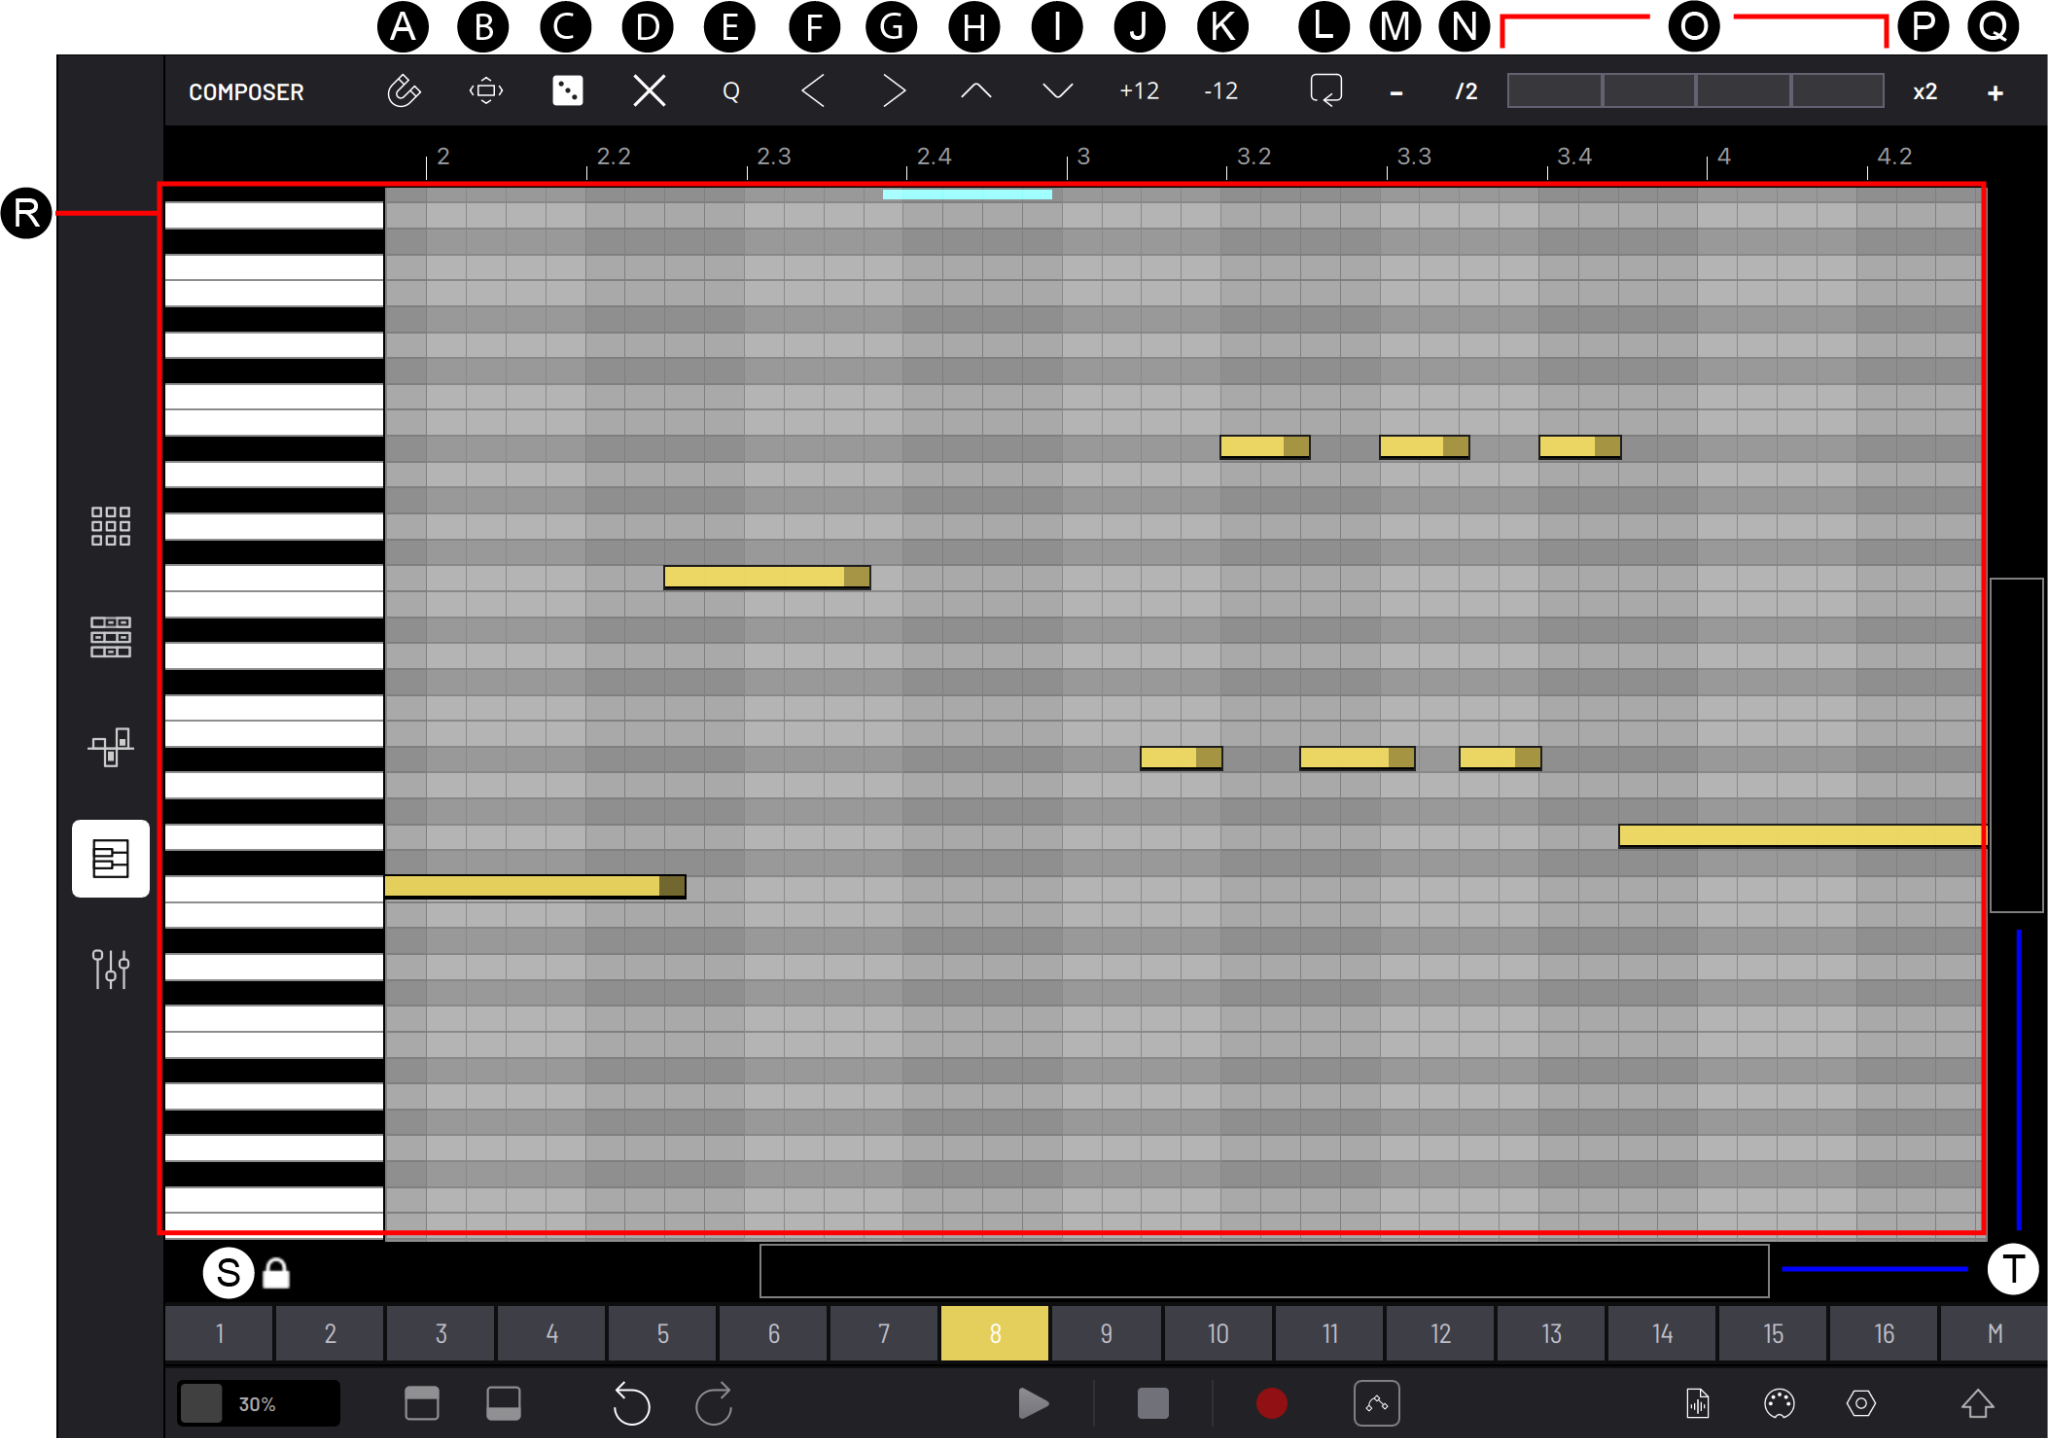 A B C D E F G H I J K L M N O P Q
COMPOSER Q +12 -12 - /2 x2 +
2 2.2 2.3 2.4 3 3.2 3.3 3.4 4 4.2
R
S T
1 2 3 4 5 6 7 8 9 10 11 12 13 14 15 16 M
30%